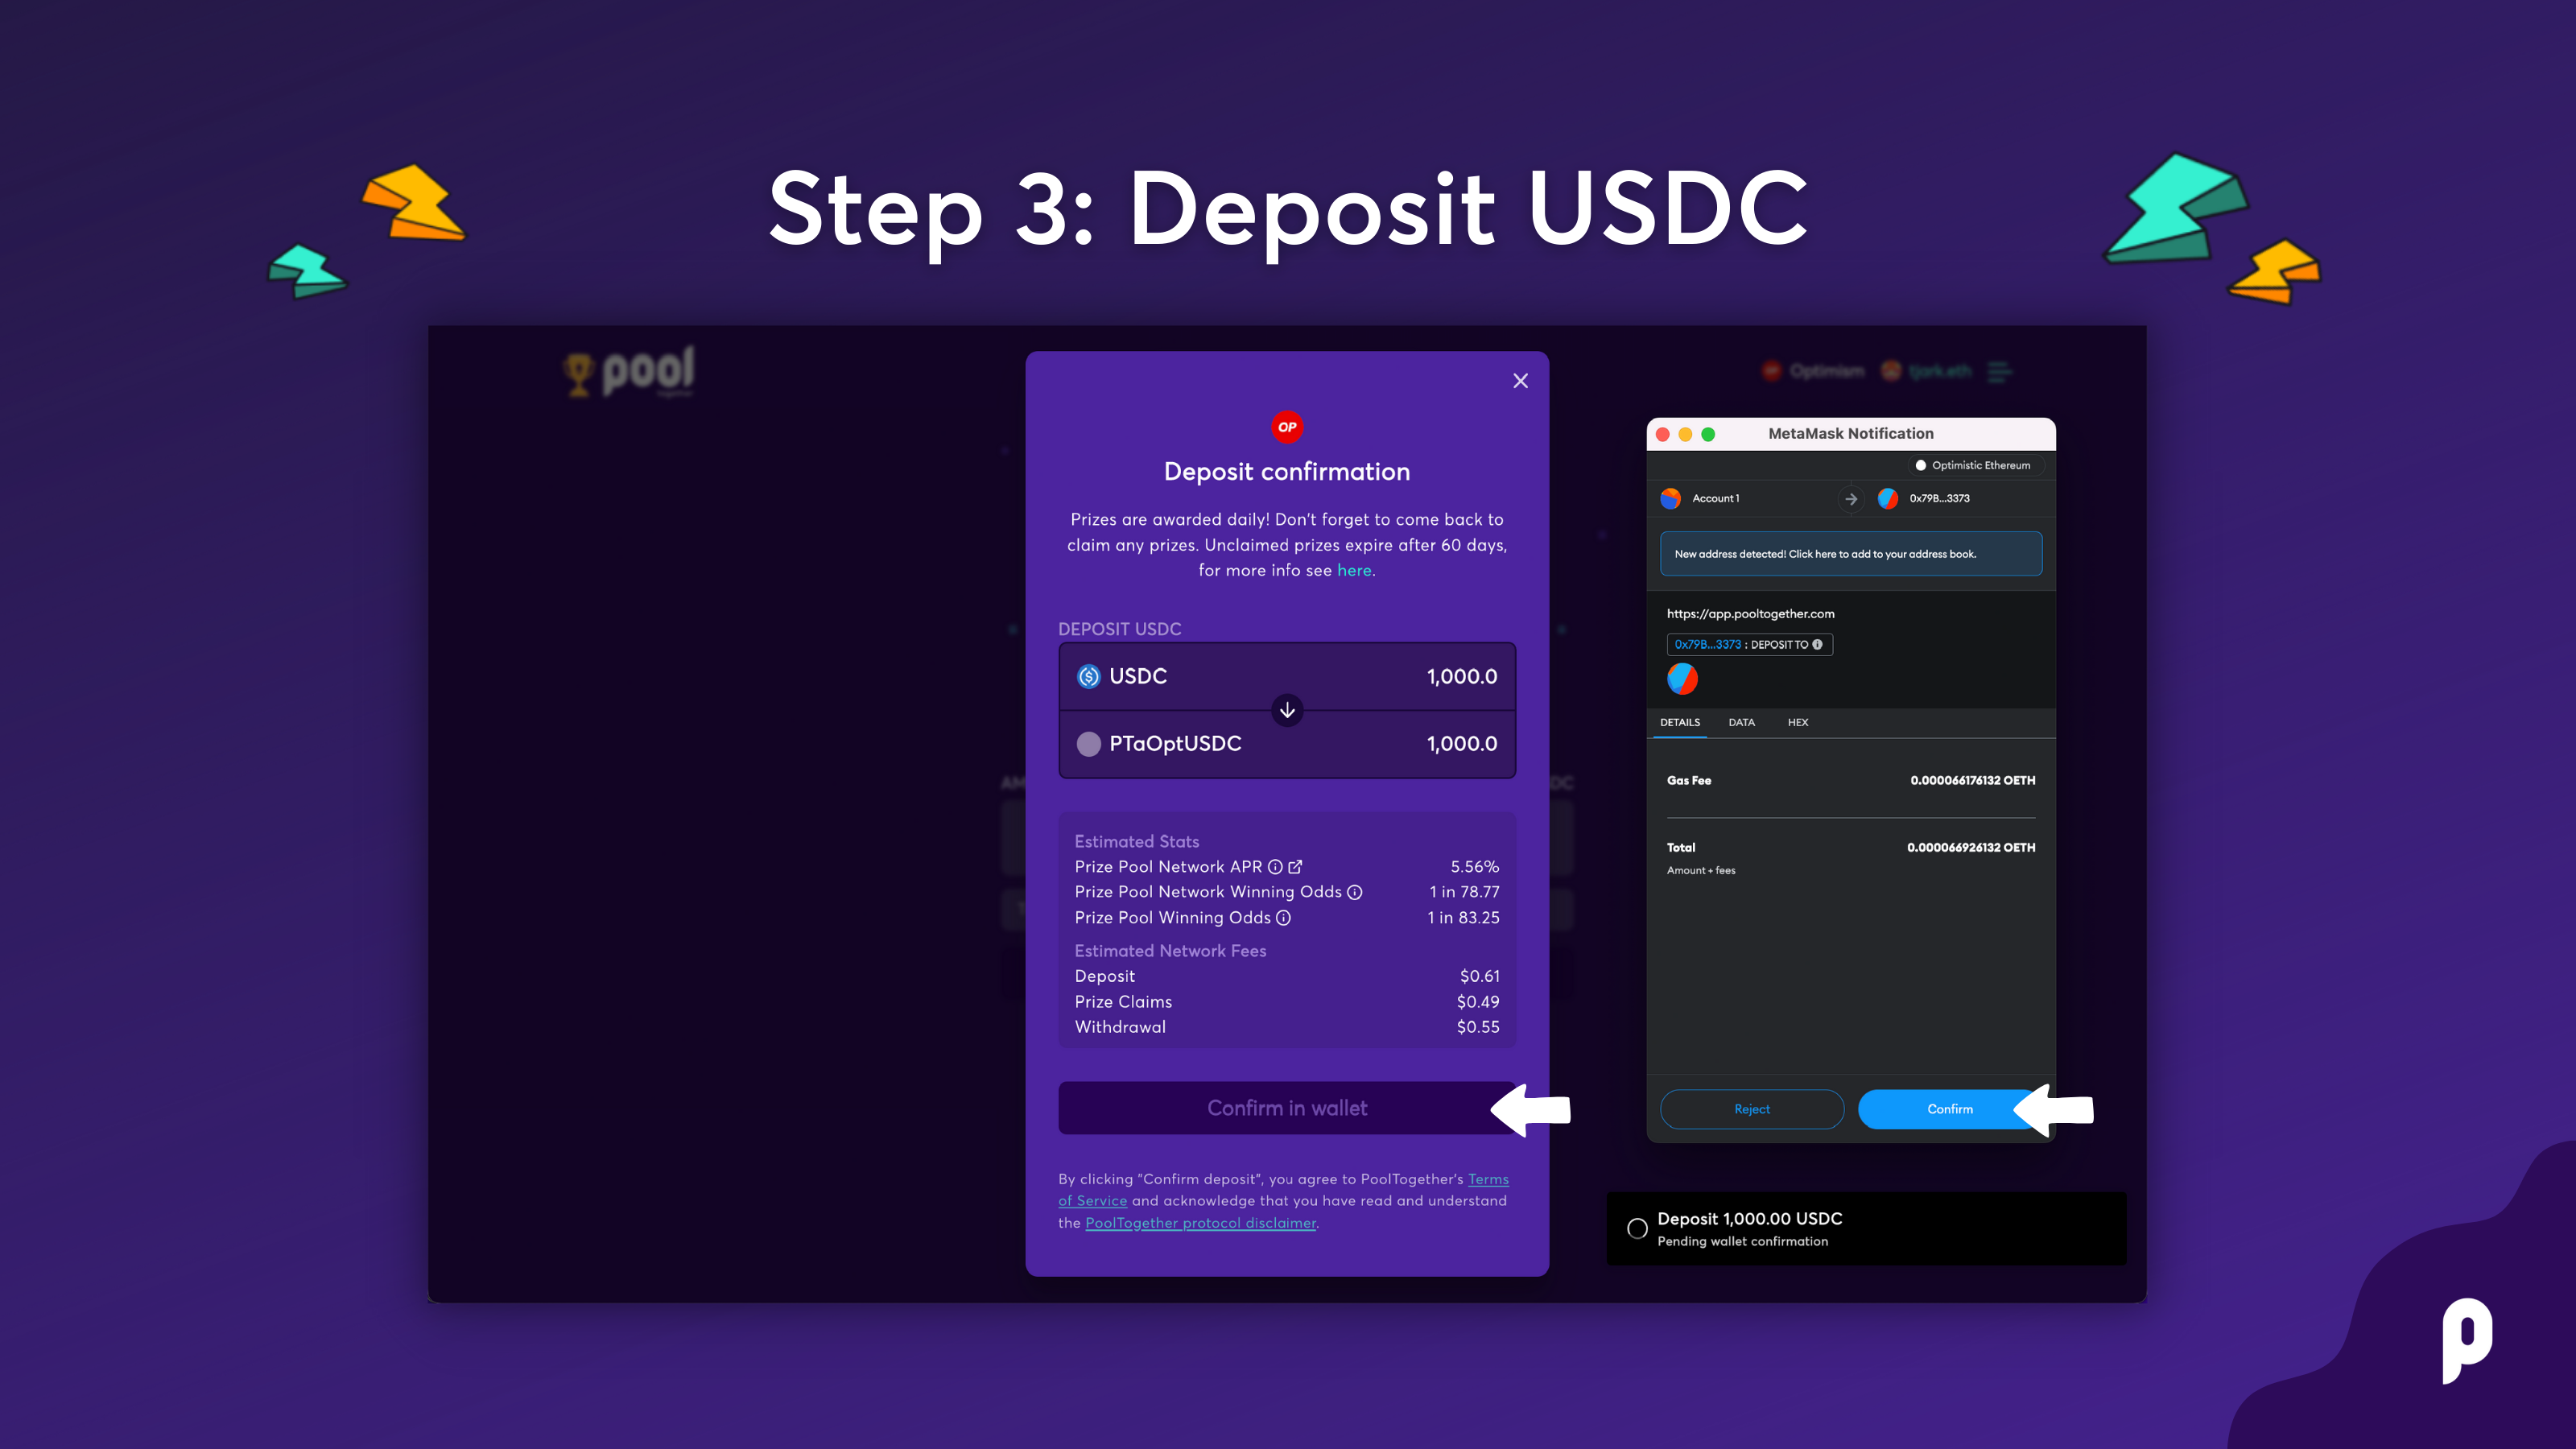 Step 3: Deposit USDC
pool
together
Optimism
tjark.eth
OP
Deposit confirmation
Prizes are awarded daily! Don't forget to come back to
claim any prizes. Unclaimed prizes expire after 60 days,
for more info see here.
DEPOSIT USDC
USDC 1,000.0
PTaOptUSDC 1,000.0
Estimated Stats
Prize Pool Network APR 5.56%
Prize Pool Network Winning Odds 1 in 78.77
Prize Pool Winning Odds 1 in 83.25
Estimated Network Fees
Deposit $0.61
Prize Claims $0.49
Withdrawal $0.55
Confirm in wallet
By clicking "Confirm deposit", you agree to PoolTogether's Terms
of Service and acknowledge that you have read and understand
the PoolTogether protocol disclaimer.
MetaMask Notification
Optimistic Ethereum
Account 1
0x79B...3373
New address detected! Click here to add to your address book.
https://app.pooltogether.com
0x79B...3373 : DEPOSIT TO
DETAILS DATA HEX
Gas Fee 0.000066176132 OETH
Total 0.000066926132 OETH
Amount + fees
Reject Confirm
Deposit 1,000.00 USDC
Pending wallet confirmation
p